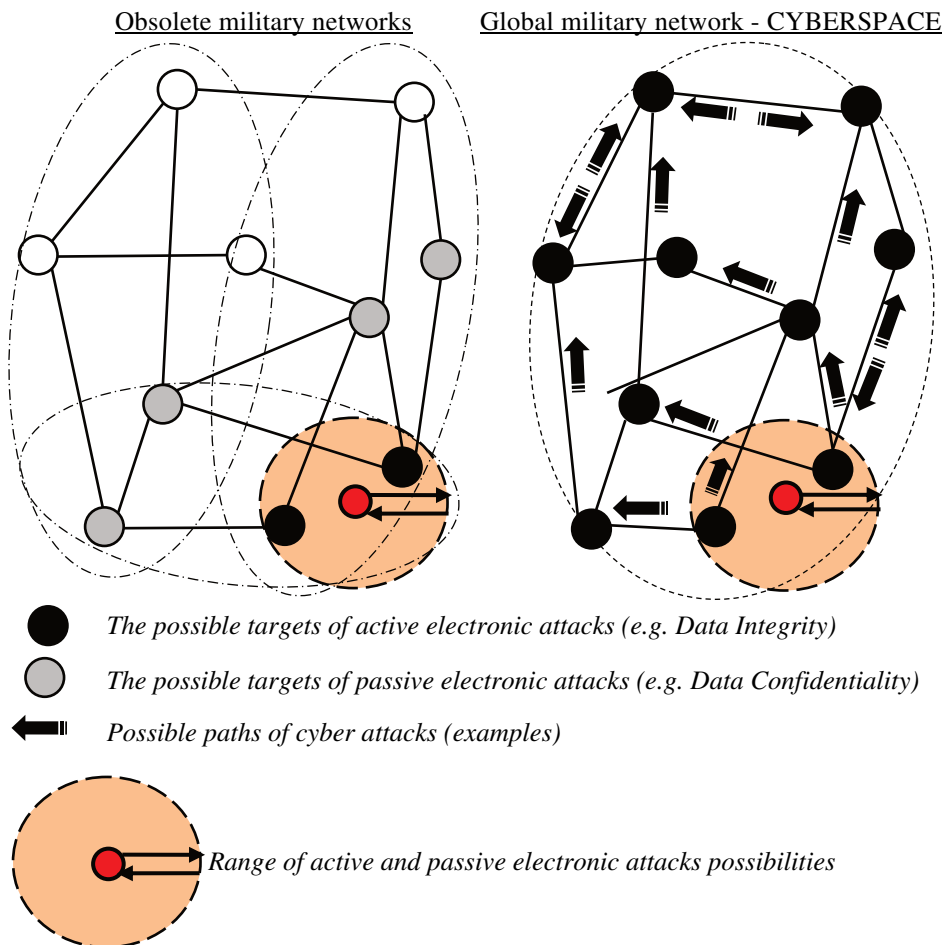 Obsolete military networks
Global military network - CYBERSPACE
The possible targets of active electronic attacks (e.g. Data Integrity)
The possible targets of passive electronic attacks (e.g. Data Confidentiality)
Possible paths of cyber attacks (examples)
Range of active and passive electronic attacks possibilities